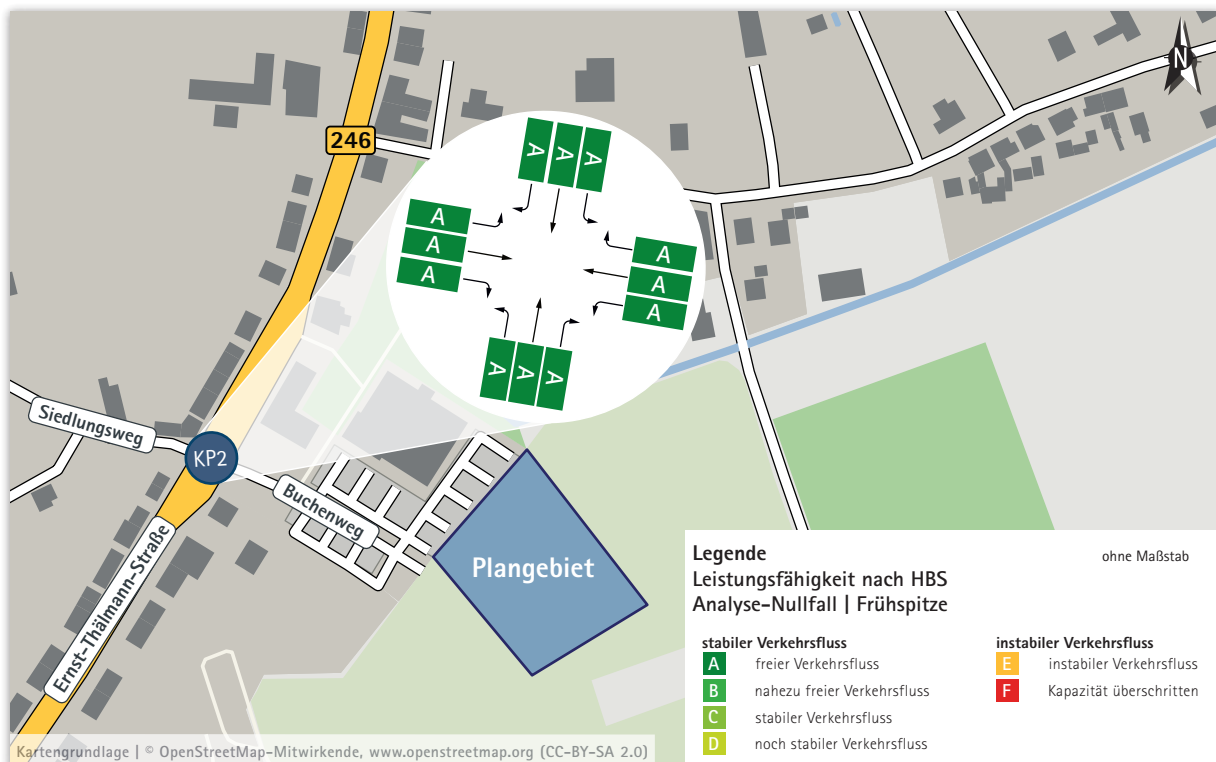 N
246
A A A
A
A
A
A
A
A
A A A
Siedlungsweg
KP2
Buchenweg
Ernst-Thälmann-Straße
Plangebiet
Legende
ohne Maßstab
Leistungsfähigkeit nach HBS
Analyse-Nullfall | Frühspitze
stabiler Verkehrsfluss
A freier Verkehrsfluss
B nahezu freier Verkehrsfluss
C stabiler Verkehrsfluss
D noch stabiler Verkehrsfluss
instabiler Verkehrsfluss
E instabiler Verkehrsfluss
F Kapazität überschritten
Kartengrundlage | © OpenStreetMap-Mitwirkende, www.openstreetmap.org (CC-BY-SA 2.0)